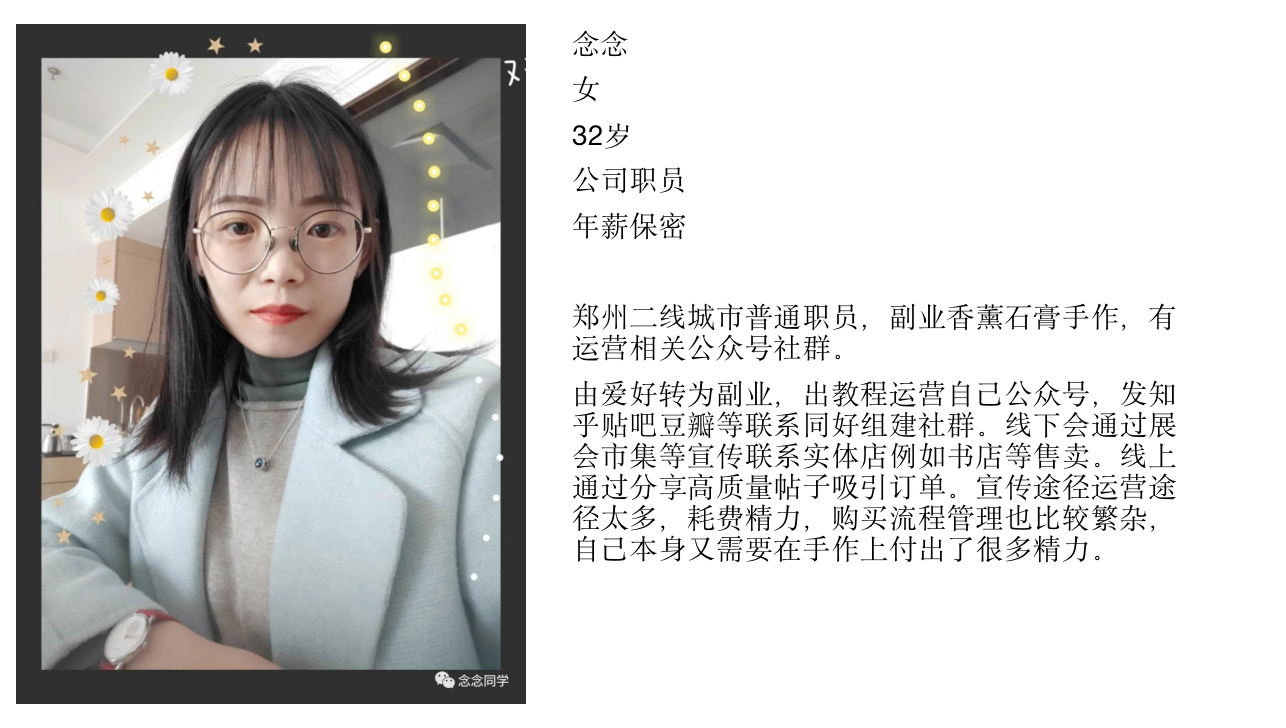 念念
女
32岁
公司职员
年薪保密
郑州二线城市普通职员，副业香薰石膏手作，有
运营相关公众号社群。
由爱好转为副业，出教程运营自己公众号，发知
乎贴吧豆瓣等联系同好组建社群。线下会通过展
会市集等宣传联系实体店例如书店等售卖。线上
通过分享高质量帖子吸引订单。宣传途径运营途
径太多，耗费精力，购买流程管理也比较繁杂，
自己本身又需要在手作上付出了很多精力。
念念同学